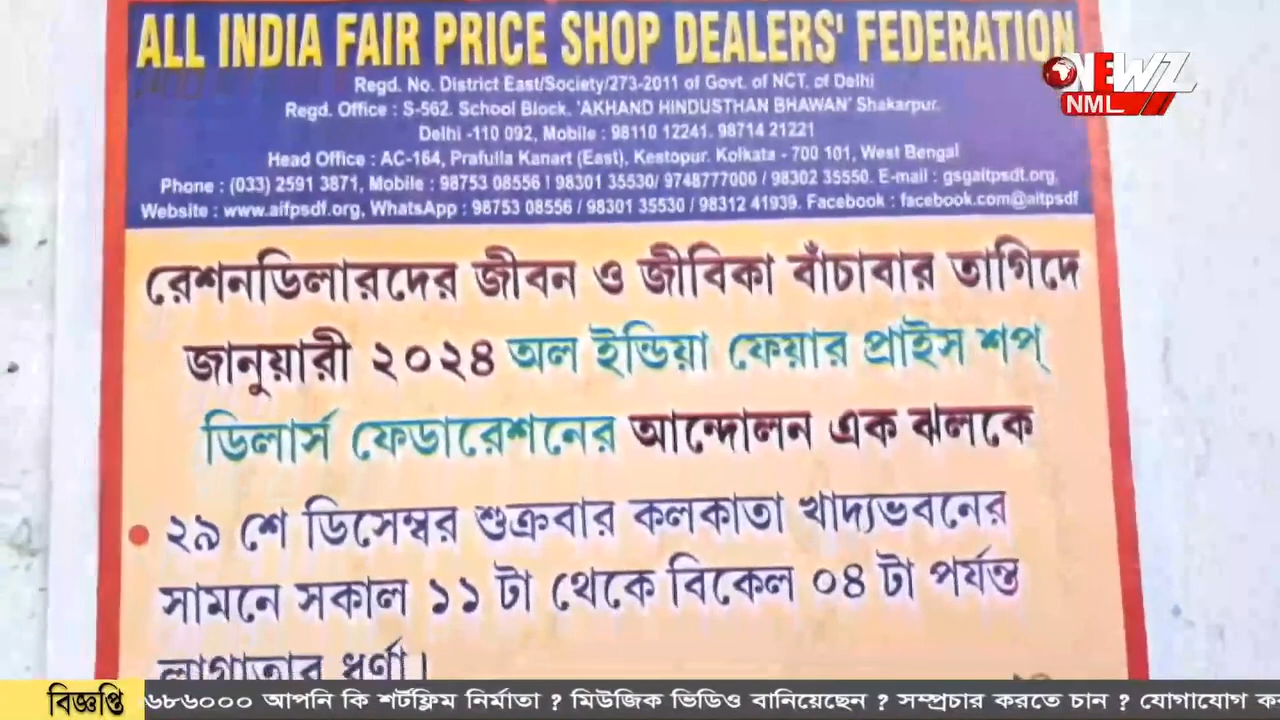 ALL INDIA FAIR PRICE SHOP DEALERS' FEDERATION
Regd. No. District East/Society/273-2011 of Govt. of NCT. of Delhi
Regd. Office : S-562. School Block. 'AKHAND HINDUSTHAN BHAWAN' Shakarpur.
Delhi -110 092, Mobile : 98110 12241. 98714 21221
Head Office : AC-164, Prafulla Kanart (East), Kestopur. Kolkata - 700 101, West Bengal
Phone : (033) 2591 3871, Mobile : 98753 08556 I 98301 35530/ 9748777000 / 98302 35550. E-mail : gsgaitpsdt.org,
Website : www.aifpsdf.org, WhatsApp : 98753 08556 / 98301 35530 / 98312 41939. Facebook : facebook.com@aitpsdf
NEWZ
NML
রেশনডিলারদের জীবন ও জীবিকা বাঁচাবার তাগিদে
জানুয়ারী ২০২৪ অল ইন্ডিয়া ফেয়ার প্রাইস শপ্
ডিলার্স ফেডারেশনের আন্দোলন এক ঝলকে
• ২৯ শে ডিসেম্বর শুক্রবার কলকাতা খাদ্যভবনের
সামনে সকাল ১১ টা থেকে বিকেল ০৪ টা পর্যন্ত
লাগাতার ধর্ণা।
বিজ্ঞপ্তি ৬৮৬০০০ আপনি কি শর্টফ্লিম নির্মাতা ? মিউজিক ভিডিও বানিয়েছেন ? সম্প্রচার করতে চান ? যোগাযোগ ক